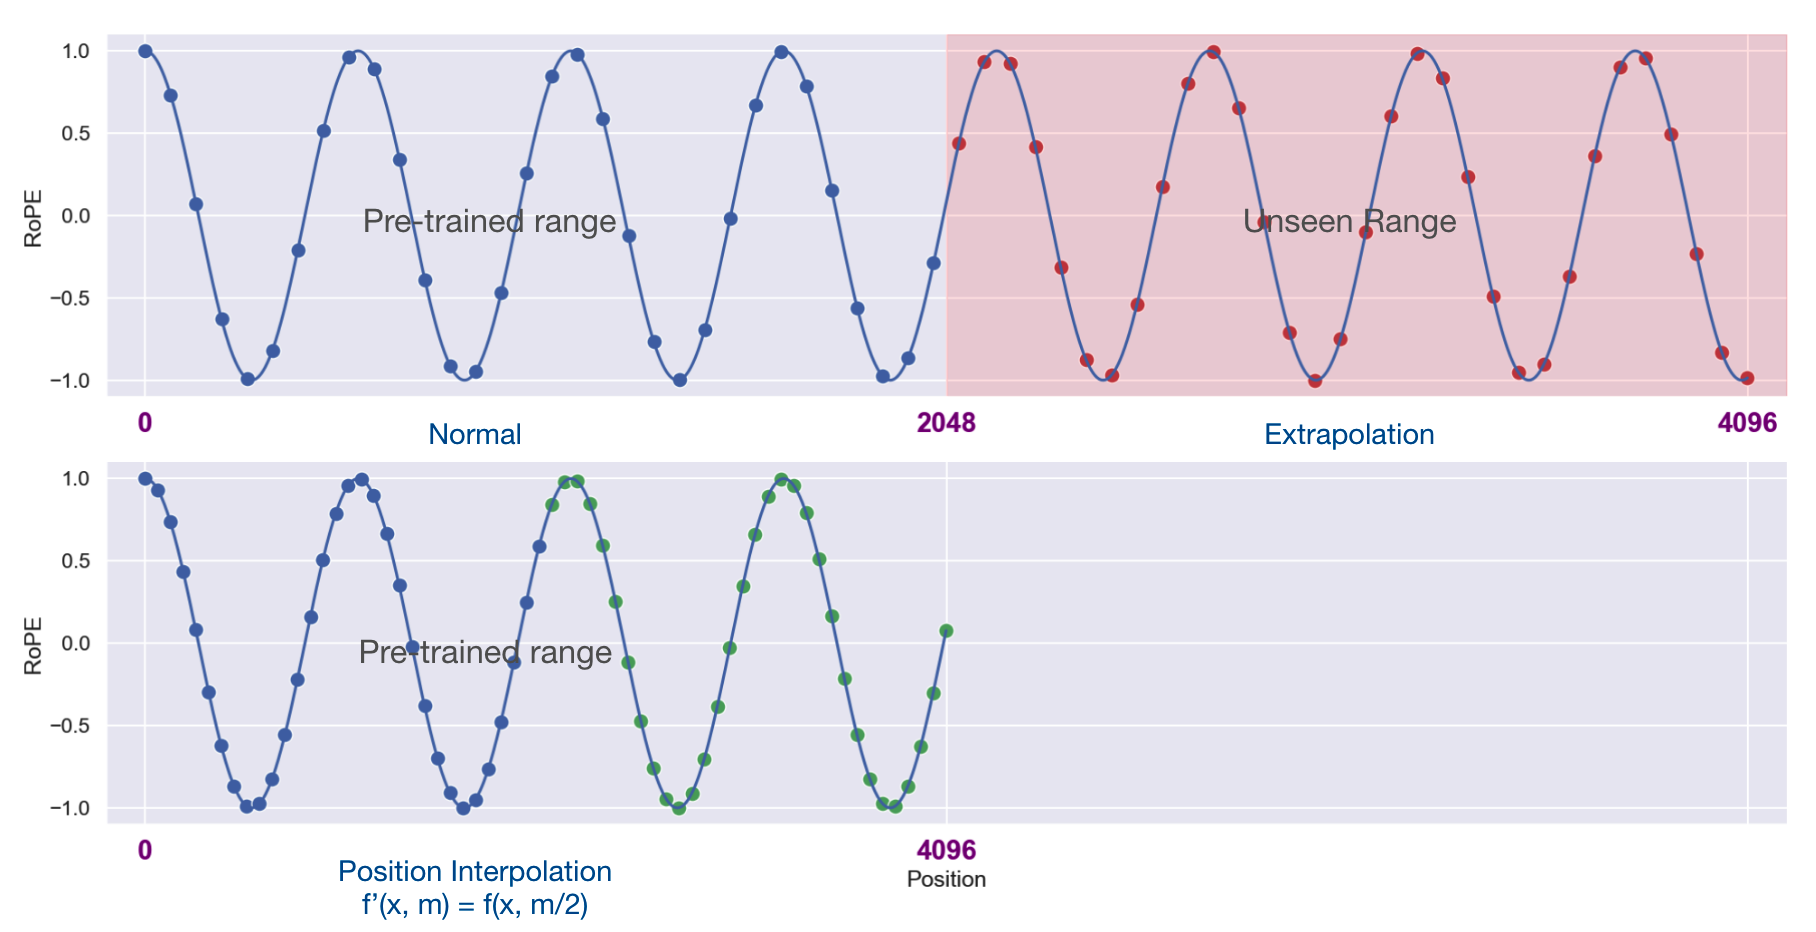 1.0
0.5
0.0
−0.5
−1.0
RoPE
Pre-trained range
Unseen Range
0
2048
4096
Normal
Extrapolation
1.0
0.5
0.0
−0.5
−1.0
RoPE
Pre-trained range
0
4096
Position
Position Interpolation
f’(x, m) = f(x, m/2)